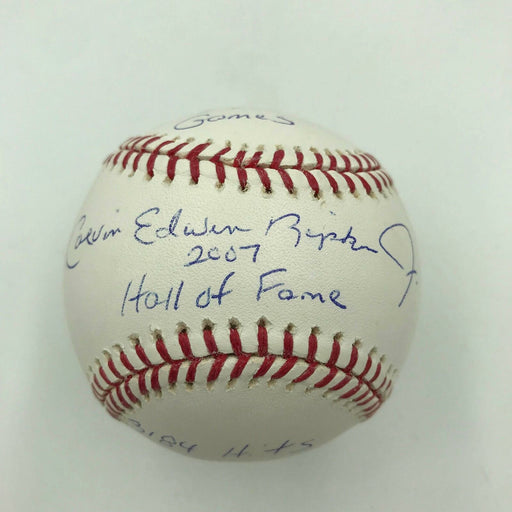 Games
Calvin Edwin Ripken Jr.
2007
Hall of Fame
3184 Hits